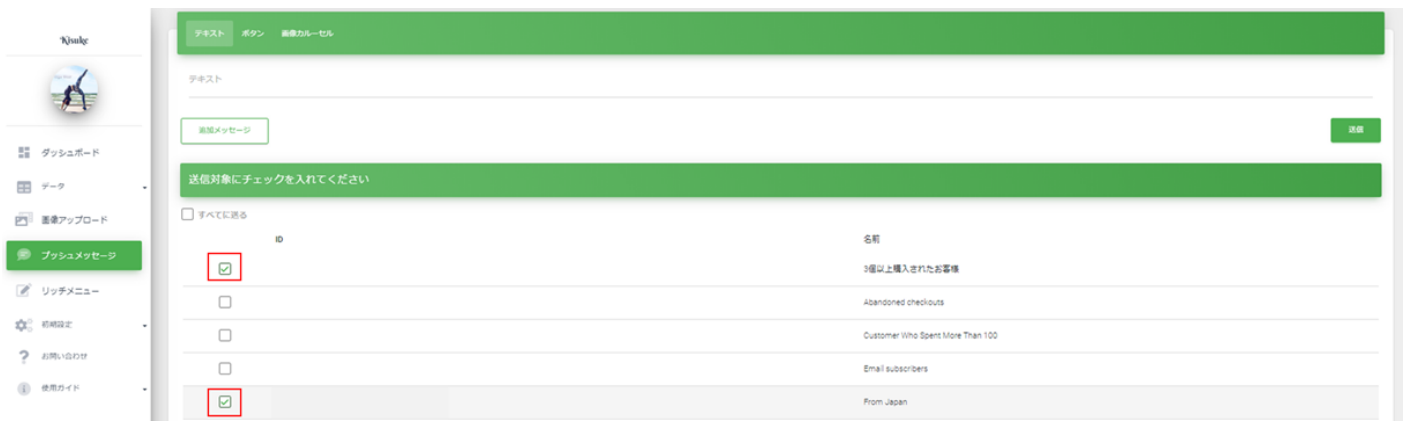 Kisuke
ダッシュボード
データ
画像アップロード
プッシュメッセージ
リッチメニュー
初期設定
お問い合わせ
使用ガイド
テキスト ボタン 画像カルーセル
テキスト
追加メッセージ
送信
送信対象にチェックを入れてください
すべてに送る
ID 名前
3個以上購入されたお客様
Abandoned checkouts
Customer Who Spent More Than 100
Email subscribers
From Japan